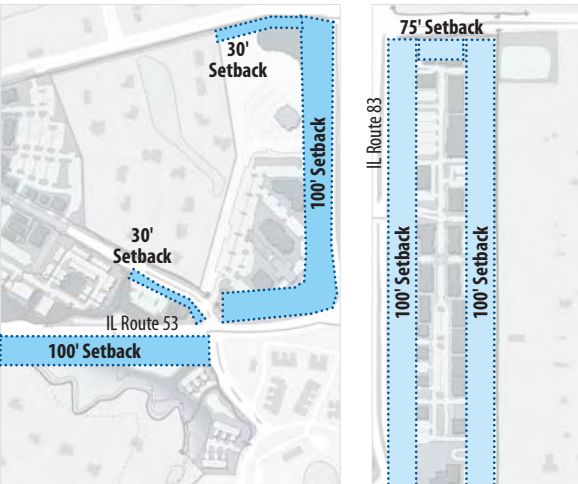 30'
Setback
100' Setback
30'
Setback
IL Route 53
100' Setback
75' Setback
IL Route 83
100' Setback
100' Setback